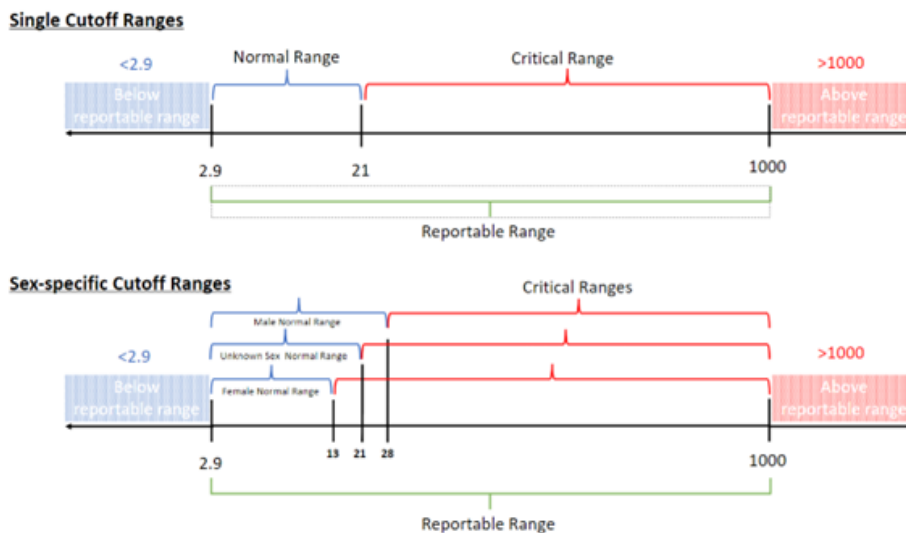 Single Cutoff Ranges
<2.9
Normal Range
Critical Range
>1000
Below
reportable range
Above
reportable range
2.9
21
1000
Reportable Range
Sex-specific Cutoff Ranges
Critical Ranges
Male Normal Range
<2.9
Unknown Sex Normal Range
>1000
Below
reportable range
Female Normal Range
Above
reportable range
2.9
13
21
28
1000
Reportable Range